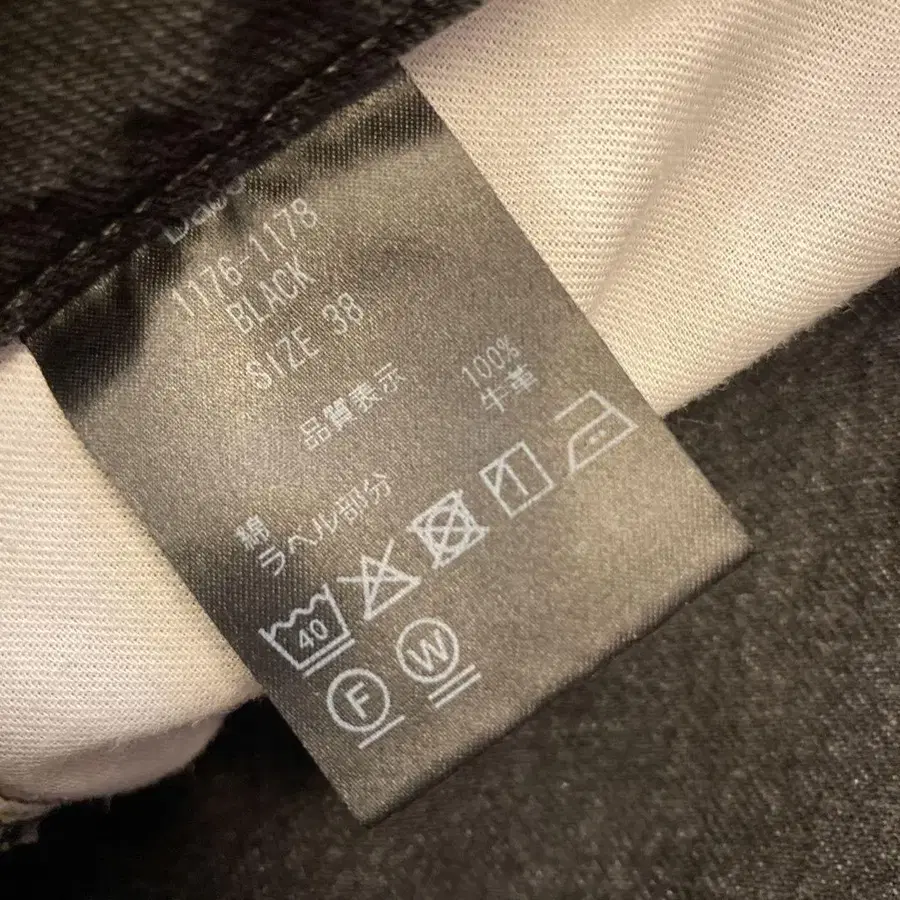 1176-1178
BLACK
SIZE 38
品質表示
綿 100%
ラベル部分 牛革
40
F W